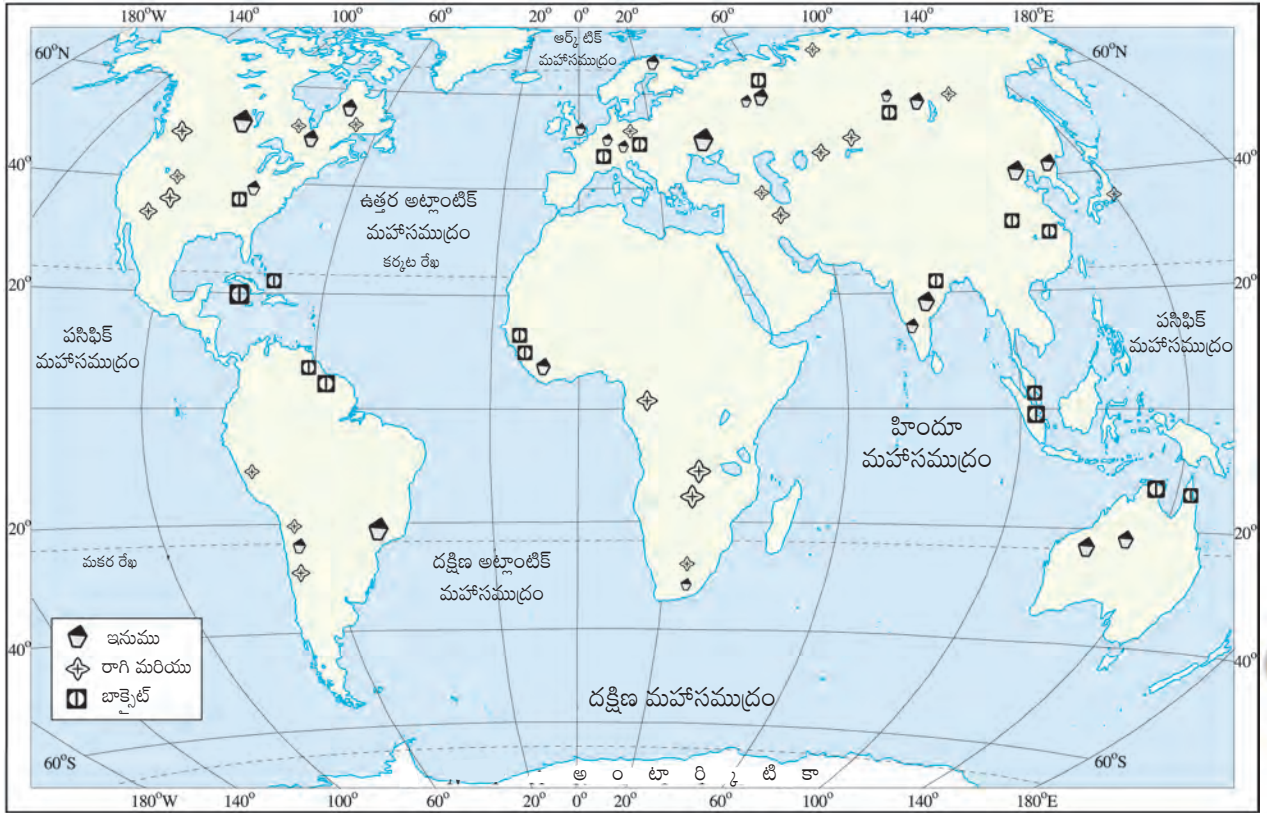 180°W 140° 100° 60° 20° 0° 20° 60° 100° 140° 180°E
60°N
ఆర్క్ టిక్
మహాసముద్రం
60°N
40°
40°
ఉత్తర అట్లాంటిక్
మహాసముద్రం
కర్కట రేఖ
20°
20°
పసిఫిక్
మహాసముద్రం
పసిఫిక్
మహాసముద్రం
హిందూ
మహాసముద్రం
20°
20°
మకర రేఖ
దక్షిణ అట్లాంటిక్
మహాసముద్రం
ఇనుము
రాగి మరియు
బాక్సైట్
40°
40°
దక్షిణ మహాసముద్రం
60°S
60°S
అంటార్కిటికా
180°W 140° 100° 60° 20° 0° 20° 60° 100° 140° 180°E